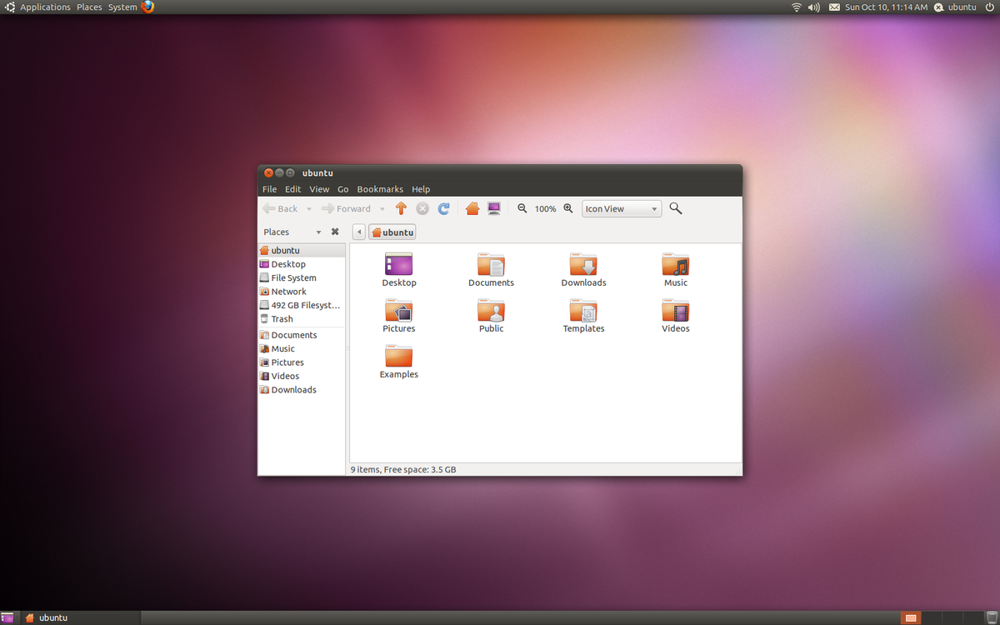 Applications Places System
Sun Oct 10, 11:14 AM ubuntu
ubuntu
File Edit View Go Bookmarks Help
Back Forward 100% Icon View
Places ubuntu
ubuntu
Desktop
File System
Network
492 GB Filesyst...
Trash
Documents
Music
Pictures
Videos
Downloads
Desktop Documents Downloads Music
Pictures Public Templates Videos
Examples
9 items, Free space: 3.5 GB
ubuntu